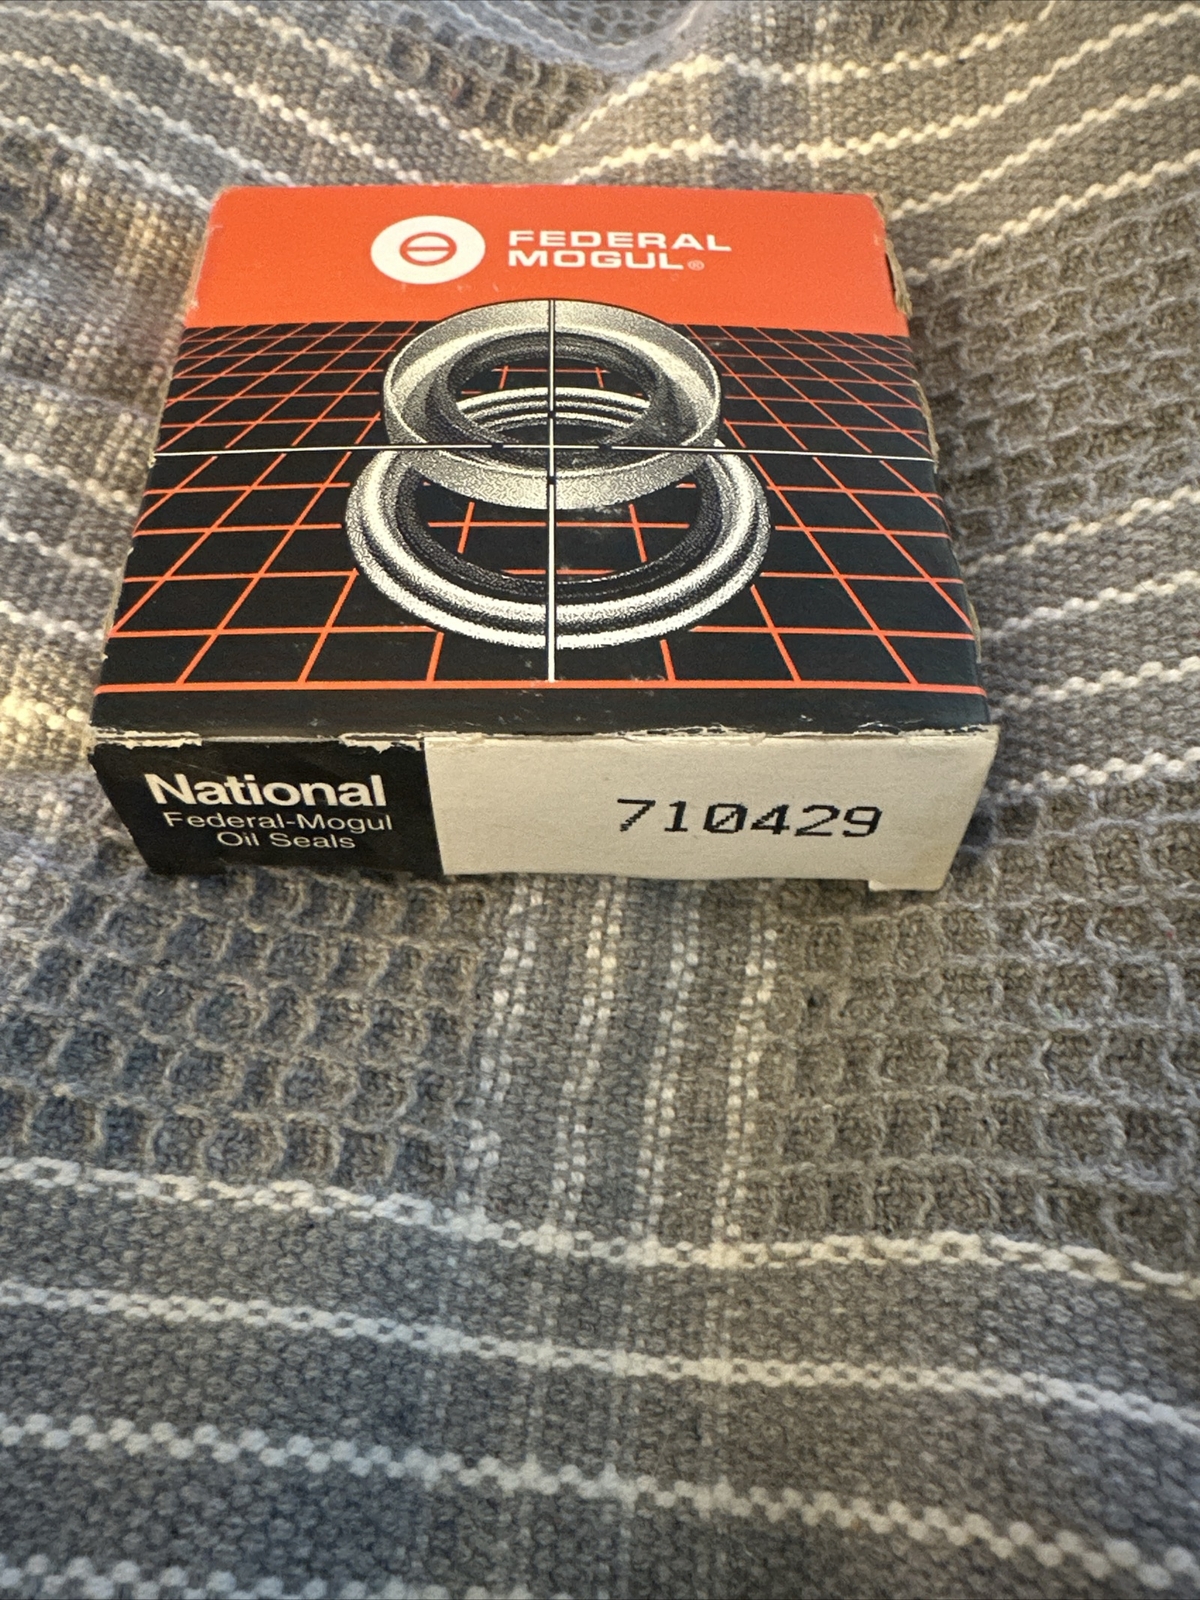 FEDERAL
MOGUL®
National
Federal-Mogul
Oil Seals
710429